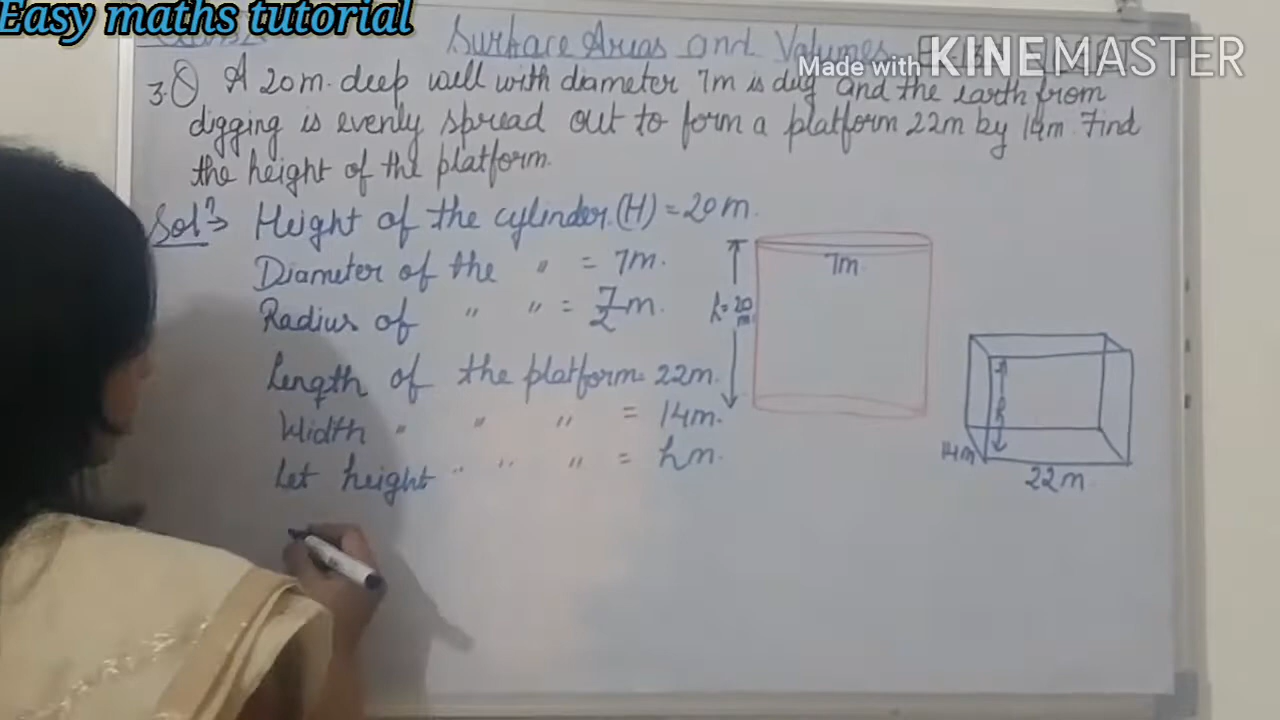 Easy maths tutorial
Surface Areas and Volumes
Made with KINEMASTER
3. Q A 20m. deep well with diameter 7m is dug and the earth from
digging is evenly spread out to form a platform 22m by 14m. Find
the height of the platform.
Solⁿ→ Height of the cylinder.(H) = 20m.
Diameter of the " = 7m.
Radius of " " = 7/2 m.
Length of the platform = 22m.
Width " " " = 14m.
Let height " " " = hm.
7m
h=20m
h
14m
22m